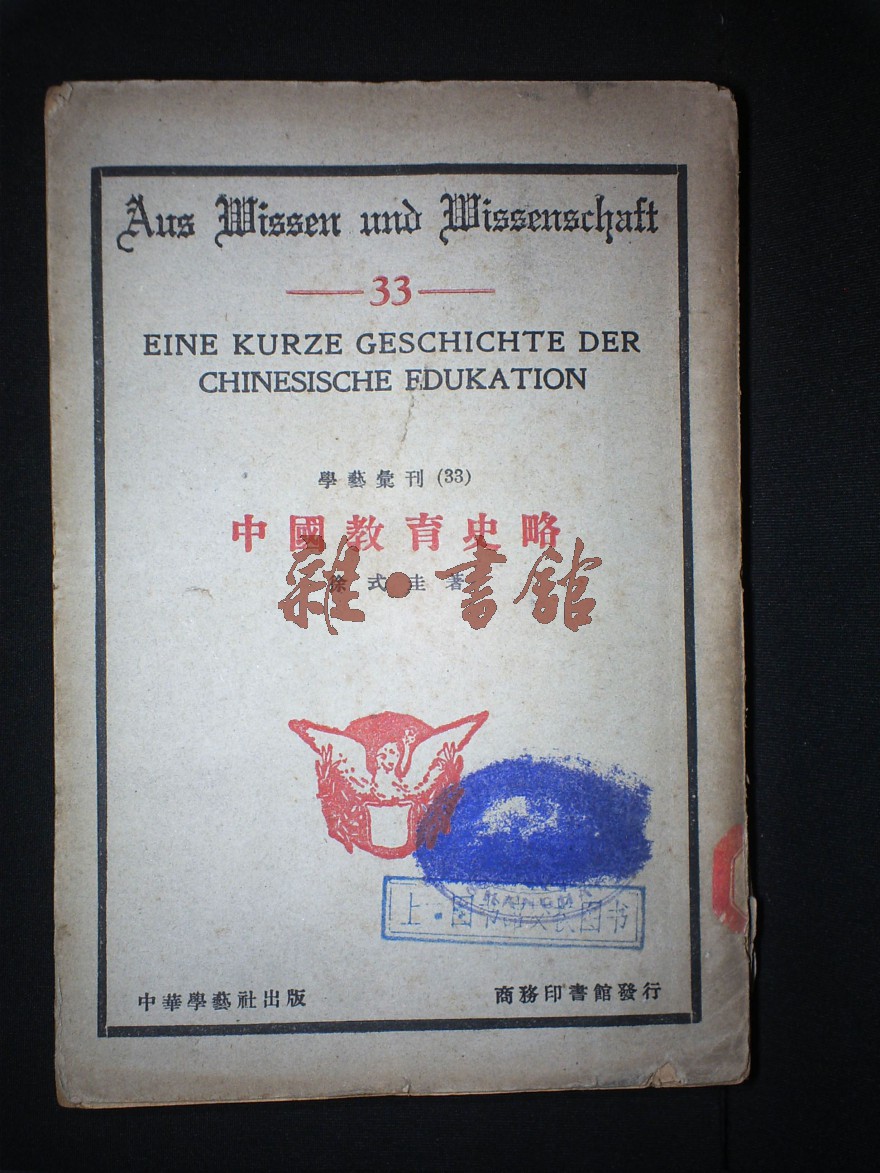 Aus Wissen und Wissenschaft
33
EINE KURZE GESCHICHTE DER
CHINESISCHE EDUKATION
學藝彙刊 (33)
中國教育史略
徐式圭著
雜·書館
中華學藝社出版
商務印書館發行